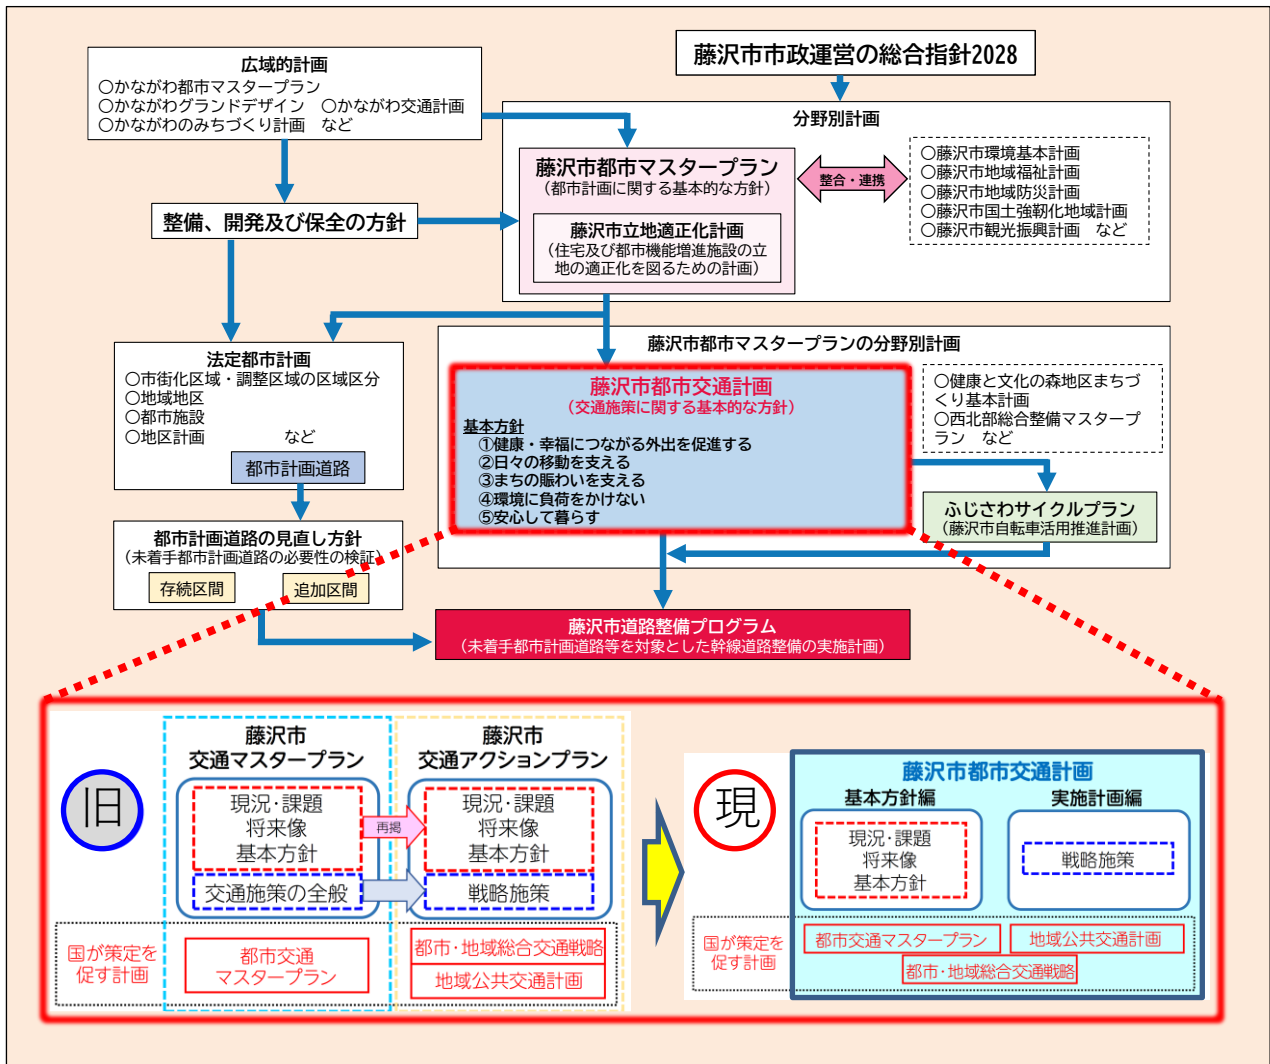 藤沢市市政運営の総合指針2028
広域的計画
○かながわ都市マスタープラン
○かながわグランドデザイン　○かながわ交通計画
○かながわのみちづくり計画　など
分野別計画
藤沢市都市マスタープラン
（都市計画に関する基本的な方針）
藤沢市立地適正化計画
（住宅及び都市機能増進施設の立
地の適正化を図るための計画）
整合・連携
○藤沢市環境基本計画
○藤沢市地域福祉計画
○藤沢市地域防災計画
○藤沢市国土強靭化地域計画
○藤沢市観光振興計画　など
整備、開発及び保全の方針
法定都市計画
○市街化区域・調整区域の区域区分
○地域地区
○都市施設
○地区計画　　　　　など
都市計画道路
都市計画道路の見直し方針
（未着手都市計画道路の必要性の検証）
存続区間
追加区間
藤沢市都市マスタープランの分野別計画
藤沢市都市交通計画
（交通施策に関する基本的な方針）
基本方針
①健康・幸福につながる外出を促進する
②日々の移動を支える
③まちの賑わいを支える
④環境に負荷をかけない
⑤安心して暮らす
○健康と文化の森地区まちづ
くり基本計画
○西北部総合整備マスタープ
ラン　など
ふじさわサイクルプラン
（藤沢市自転車活用推進計画）
藤沢市道路整備プログラム
（未着手都市計画道路等を対象とした幹線道路整備の実施計画）
旧
藤沢市
交通マスタープラン
現況・課題
将来像
基本方針
交通施策の全般
再掲
藤沢市
交通アクションプラン
現況・課題
将来像
基本方針
戦略施策
国が策定を
促す計画
都市交通
マスタープラン
都市・地域総合交通戦略
地域公共交通計画
現
藤沢市都市交通計画
基本方針編
現況・課題
将来像
基本方針
実施計画編
戦略施策
国が策定を
促す計画
都市交通マスタープラン
地域公共交通計画
都市・地域総合交通戦略